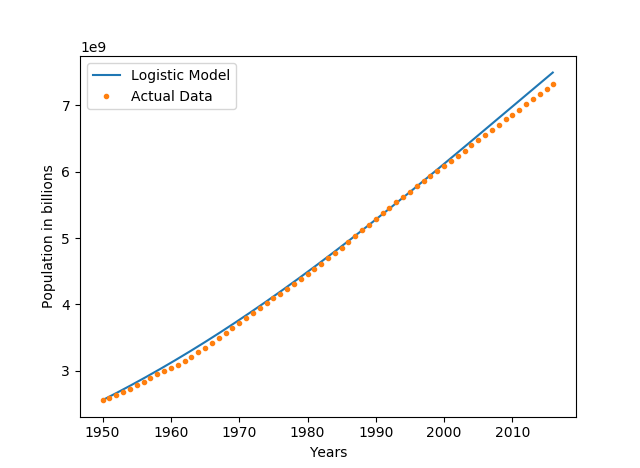 1e9
Logistic Model
Actual Data
7
6
5
4
3
Population in billions
1950 1960 1970 1980 1990 2000 2010
Years